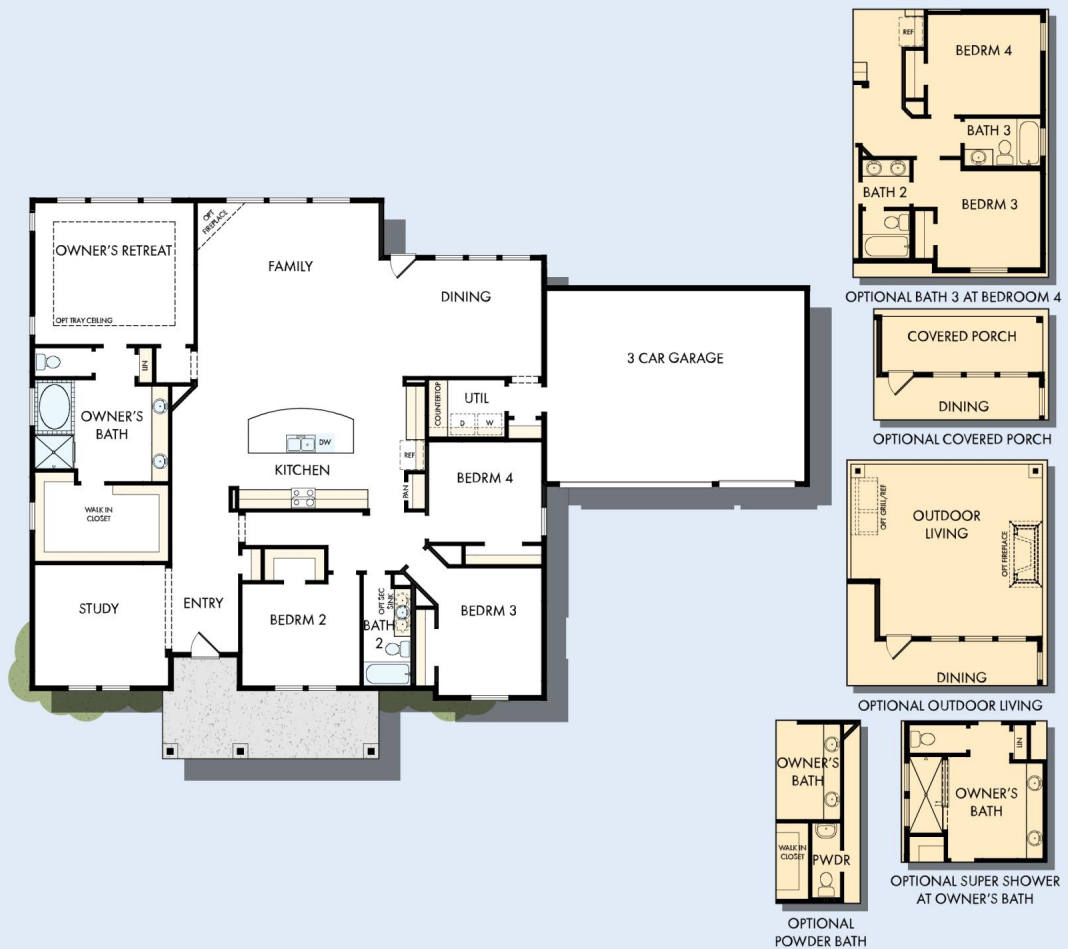 OWNER'S RETREAT
OPT TRAY CEILING
OPT
FIREPLACE
FAMILY
DINING
3 CAR GARAGE
LIN
OWNER'S
BATH
COUNTERTOP
UTIL
D
W
DW
REF
KITCHEN
PAN
BEDRM 4
WALK IN
CLOSET
STUDY
ENTRY
BEDRM 2
OPT SEC
SINK
BATH
2
BEDRM 3
REF
BEDRM 4
BATH 3
BATH 2
BEDRM 3
OPTIONAL BATH 3 AT BEDROOM 4
COVERED PORCH
DINING
OPTIONAL COVERED PORCH
OPT GRILL/REF
OUTDOOR
LIVING
OPT FIREPLACE
DINING
OPTIONAL OUTDOOR LIVING
OWNER'S
BATH
WALK IN
CLOSET
PWDR
OPTIONAL
POWDER BATH
LIN
OWNER'S
BATH
OPTIONAL SUPER SHOWER
AT OWNER'S BATH